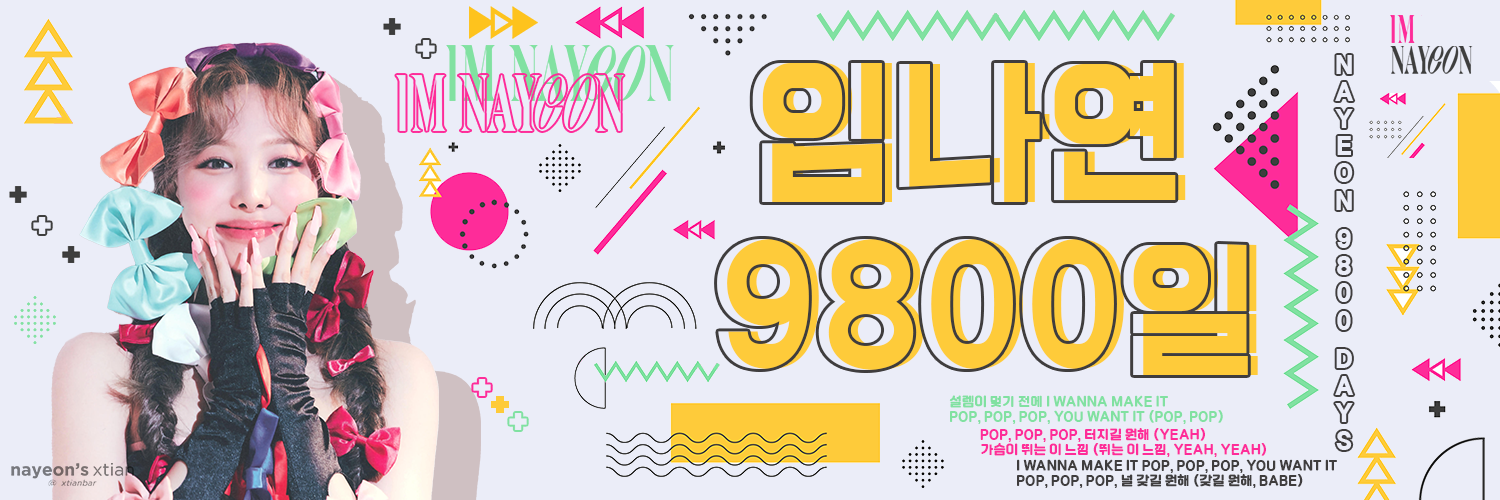 IM NAYEON
IM NAYEON
임나연
9800일
NAYEON 9800 DAYS
IM
NAYEON
설렘이 멎기 전에 I WANNA MAKE IT
POP, POP, POP, YOU WANT IT (POP, POP)
POP, POP, POP, 터지길 원해 (YEAH)
가슴이 뛰는 이 느낌 (뛰는 이 느낌, YEAH, YEAH)
I WANNA MAKE IT POP, POP, POP, YOU WANT IT
POP, POP, POP, 널 갖길 원해 (갖길 원해, BABE)
nayeon's xtian
@ xtianbar